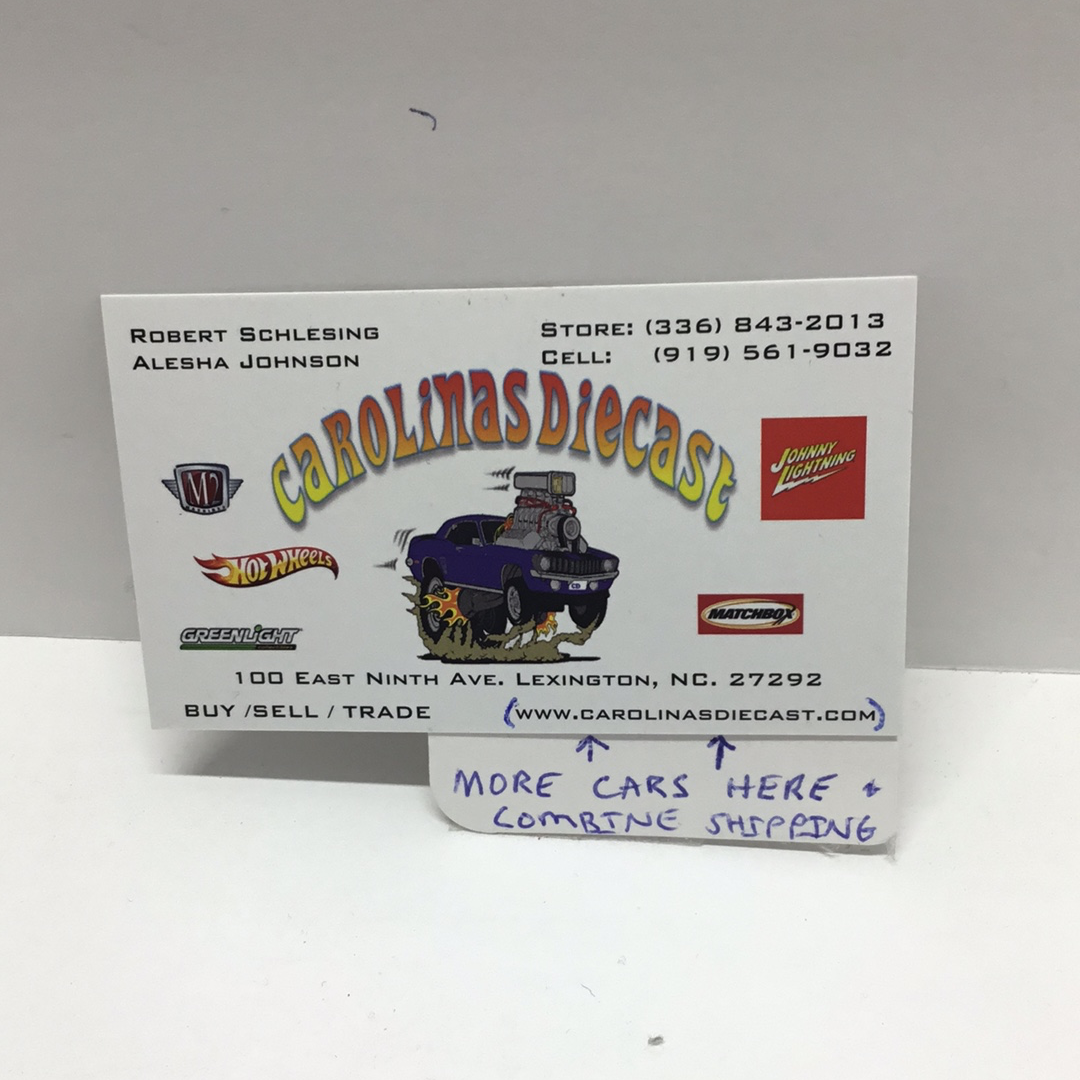 ROBERT SCHLESING
ALESHA JOHNSON
STORE: (336) 843-2013
CELL: (919) 561-9032
CAROLINAS DIECAST
M2
JOHNNY
LIGHTNING
HOT WHEELS
CD
MATCHBOX
GREENLIGHT
100 EAST NINTH AVE. LEXINGTON, NC. 27292
BUY /SELL / TRADE
(WWW.CAROLINASDIECAST.COM)
MORE CARS HERE +
COMBINE SHIPPING